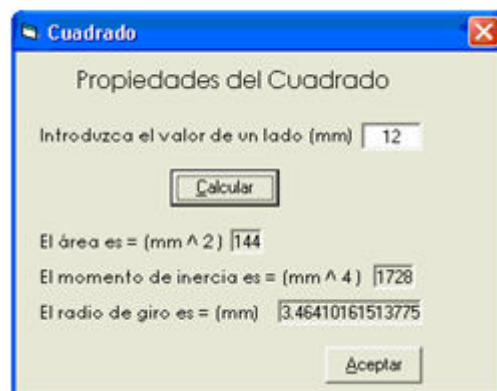 Cuadrado
Propiedades del Cuadrado
Introduzca el valor de un lado (mm) 12
Calcular
El área es = (mm ^ 2 ) 144
El momento de inercia es = (mm ^ 4 ) 1728
El radio de giro es = (mm) 3.46410161513775
Aceptar